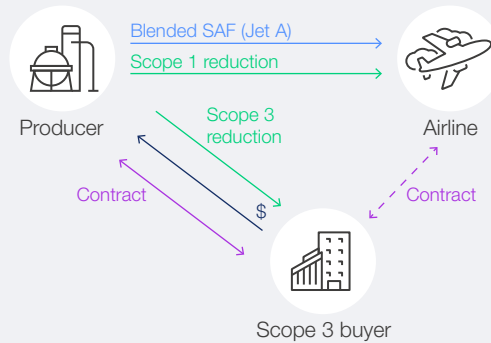 Blended SAF (Jet A)
Scope 1 reduction
Producer
Airline
Scope 3
reduction
Contract
$
Contract
Scope 3 buyer